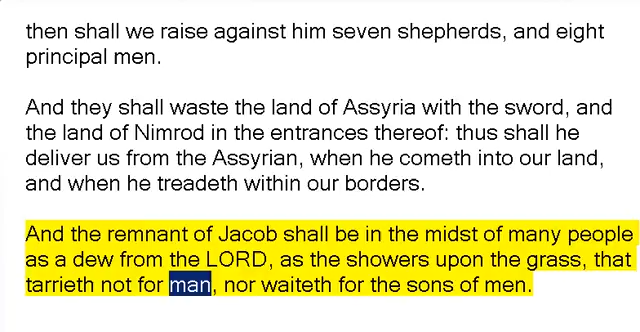 then shall we raise against him seven shepherds, and eight
principal men.
And they shall waste the land of Assyria with the sword, and
the land of Nimrod in the entrances thereof: thus shall he
deliver us from the Assyrian, when he cometh into our land,
and when he treadeth within our borders.
And the remnant of Jacob shall be in the midst of many people
as a dew from the LORD, as the showers upon the grass, that
tarrieth not for man, nor waiteth for the sons of men.